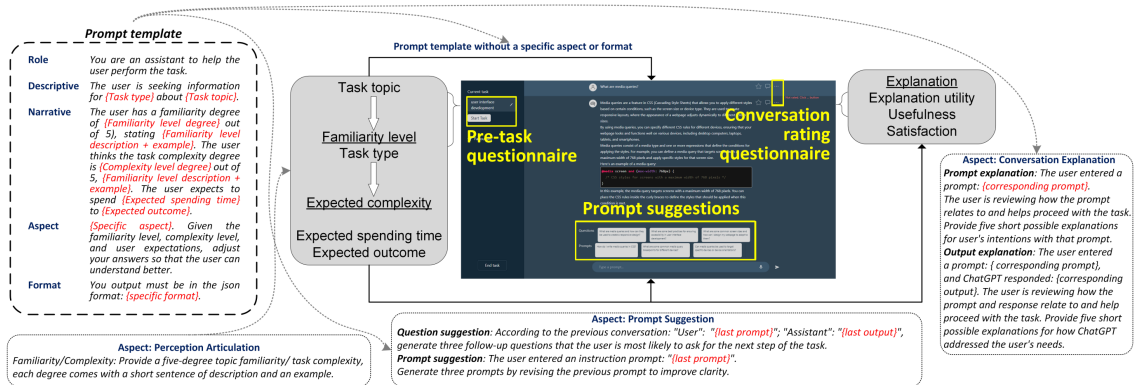 Prompt template
Role You are an assistant to help the
user perform the task.
Descriptive The user is seeking information
for {Task type} about {Task topic}.
Narrative The user has a familiarity degree
of {Familiarity level degree} out
of 5), stating {Familiarity level
description + example}. The user
thinks the task complexity degree
is {Complexity level degree} out of
5, {Familiarity level description +
example}. The user expects to
spend {Expected spending time}
to {Expected outcome}.
Aspect {Specific aspect}. Given the
familiarity level, complexity level,
and user expectations, adjust
your answers so that the user can
understand better.
Format You output must be in the json
format: {specific format}.
Aspect: Perception Articulation
Familiarity/Complexity: Provide a five-degree topic familiarity/ task complexity,
each degree comes with a short sentence of description and an example.
Prompt template without a specific aspect or format
Task topic
Familiarity level
Task type
Expected complexity
Expected spending time
Expected outcome
Current task
user interface
development
Start Task
Pre-task
questionnaire
End task
What are media queries?
Conversation
rating
questionnaire
Prompt suggestions
Explanation
Explanation utility
Usefulness
Satisfaction
Aspect: Prompt Suggestion
Question suggestion: According to the previous conversation: "User": "{last prompt}"; "Assistant": "{last output}",
generate three follow-up questions that the user is most likely to ask for the next step of the task.
Prompt suggestion: The user entered an instruction prompt: "{last prompt}".
Generate three prompts by revising the previous prompt to improve clarity.
Aspect: Conversation Explanation
Prompt explanation: The user entered a
prompt: {corresponding prompt}.
The user is reviewing how the prompt
relates to and helps proceed with the task.
Provide five short possible explanations
for user's intentions with that prompt.
Output explanation: The user entered
a prompt: { corresponding prompt},
and ChatGPT responded: {corresponding
output}. The user is reviewing how the
prompt and response relate to and help
proceed with the task. Provide five short
possible explanations for how ChatGPT
addressed the user's needs.